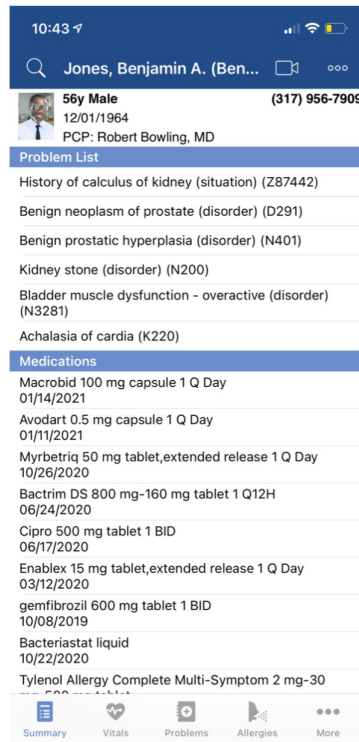 10:43
Jones, Benjamin A. (Ben...
56y Male
(317) 956-7909
12/01/1964
PCP: Robert Bowling, MD
Problem List
History of calculus of kidney (situation) (Z87442)
Benign neoplasm of prostate (disorder) (D291)
Benign prostatic hyperplasia (disorder) (N401)
Kidney stone (disorder) (N200)
Bladder muscle dysfunction - overactive (disorder)
(N3281)
Achalasia of cardia (K220)
Medications
Macrobid 100 mg capsule 1 Q Day
01/14/2021
Avodart 0.5 mg capsule 1 Q Day
01/11/2021
Myrbetriq 50 mg tablet,extended release 1 Q Day
10/26/2020
Bactrim DS 800 mg-160 mg tablet 1 Q12H
06/24/2020
Cipro 500 mg tablet 1 BID
06/17/2020
Enablex 15 mg tablet,extended release 1 Q Day
03/12/2020
gemfibrozil 600 mg tablet 1 BID
10/08/2019
Bacteriastat liquid
10/22/2020
Tylenol Allergy Complete Multi-Symptom 2 mg-30
Summary
Vitals
Problems
Allergies
More